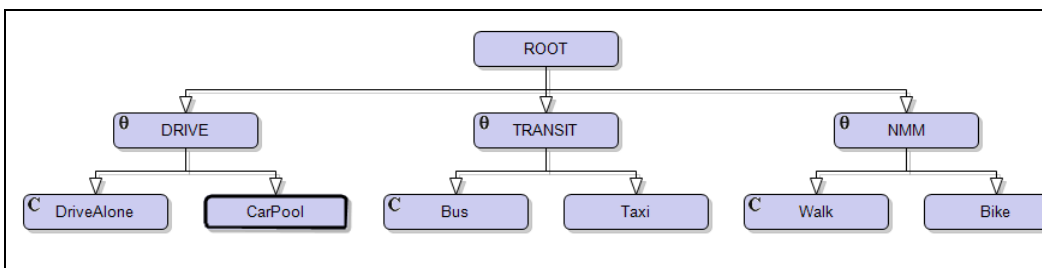 ROOT
θ DRIVE
θ TRANSIT
θ NMM
C DriveAlone
CarPool
C Bus
Taxi
C Walk
Bike